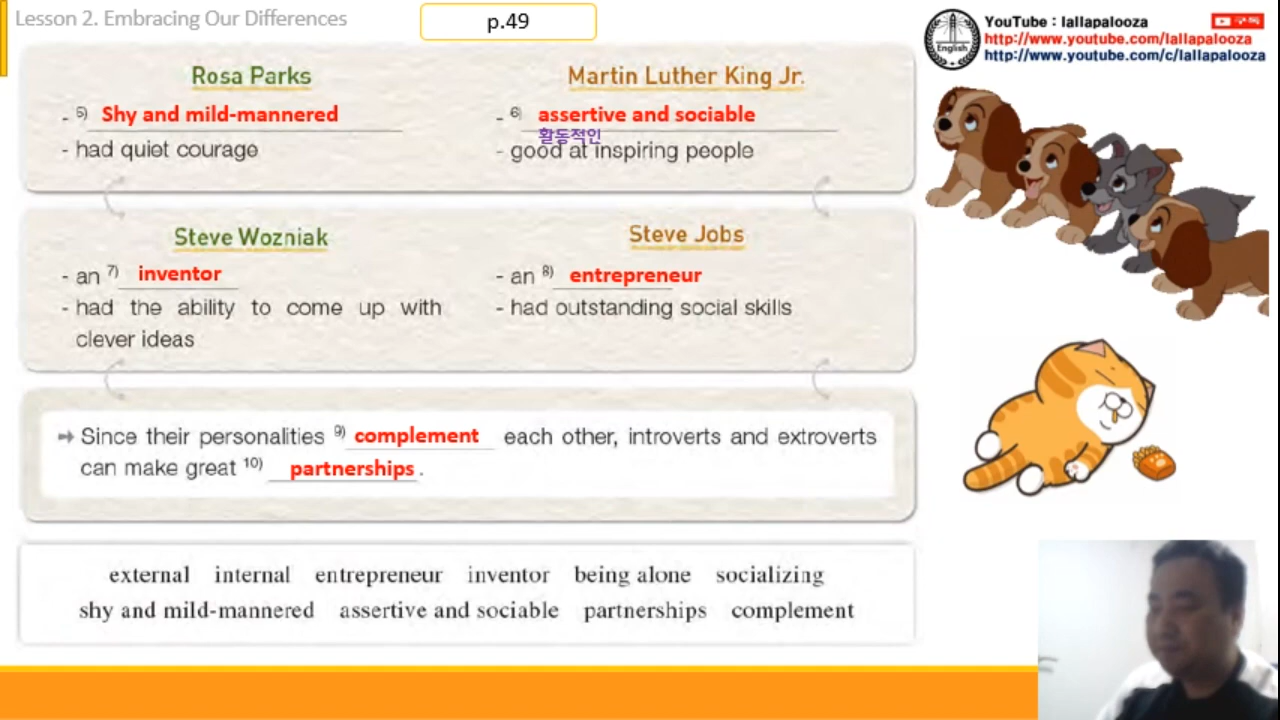 Lesson 2. Embracing Our Differences
p.49
YouTube : lallapalooza
구독
http://www.youtube.com/lallapalooza
http://www.youtube.com/c/lallapalooza
English
Rosa Parks
- 5) Shy and mild-mannered
- had quiet courage
Martin Luther King Jr.
- 6) assertive and sociable
활동적인
- good at inspiring people
Steve Wozniak
- an 7) inventor
- had the ability to come up with
clever ideas
Steve Jobs
- an 8) entrepreneur
- had outstanding social skills
➜ Since their personalities 9) complement each other, introverts and extroverts
can make great 10) partnerships .
external internal entrepreneur inventor being alone socializing
shy and mild-mannered assertive and sociable partnerships complement